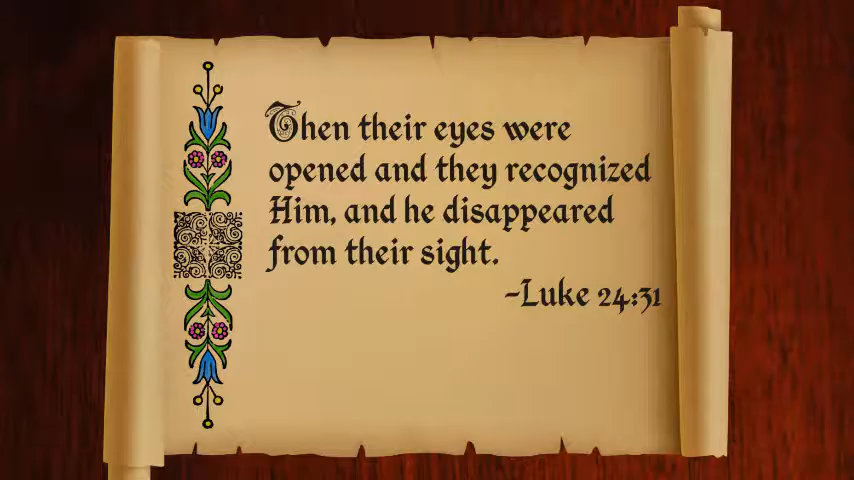 Then their eyes were
opened and they recognized
Him, and he disappeared
from their sight.
-Luke 24:31